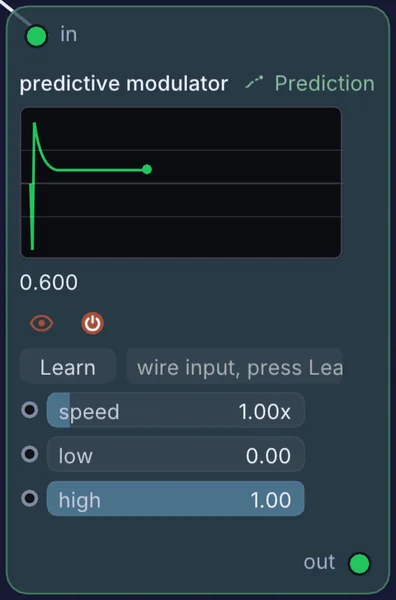 in
predictive modulator Prediction
0.600
Learn wire input, press Lea
speed 1.00x
low 0.00
high 1.00
out